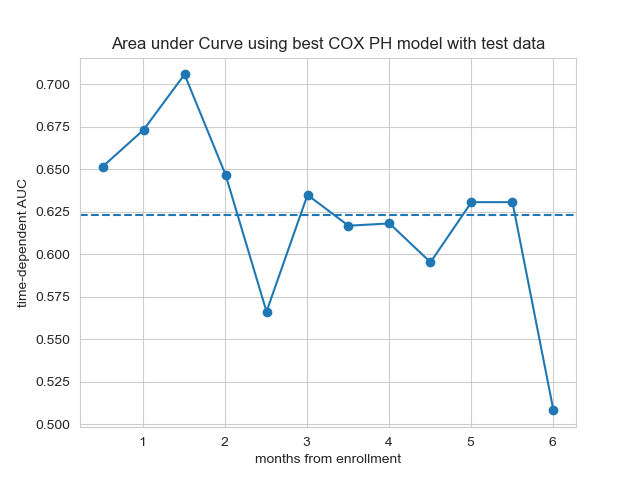 Area under Curve using best COX PH model with test data
time-dependent AUC
0.700
0.675
0.650
0.625
0.600
0.575
0.550
0.525
0.500
1 2 3 4 5 6
months from enrollment